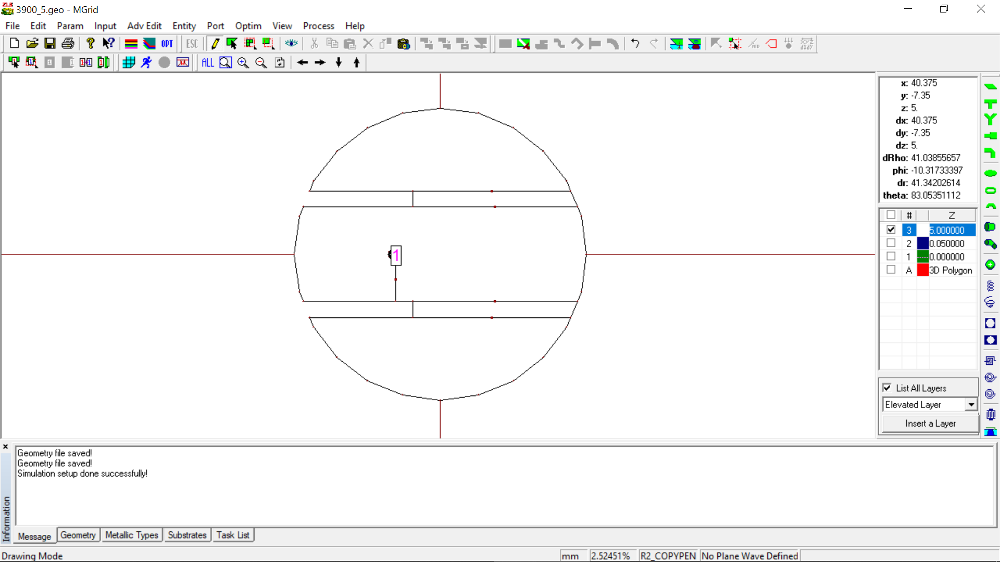 3900_5.geo - MGrid
File Edit Param Input Adv Edit Entity Port Optim View Process Help
OPT ESC
ALL
x: 40.375
y: -7.35
z: 5.
dx: 40.375
dy: -7.35
dz: 5.
dRho: 41.03855657
phi: -10.31733397
dr: 41.34202614
theta: 83.05351112
# Z
3 5.000000
2 0.050000
1 0.000000
A 3D Polygon
1
List All Layers
Elevated Layer
Insert a Layer
Geometry file saved!
Geometry file saved!
Simulation setup done successfully!
Information
Message Geometry Metallic Types Substrates Task List
Drawing Mode mm 2.52451% R2_COPYPEN No Plane Wave Defined